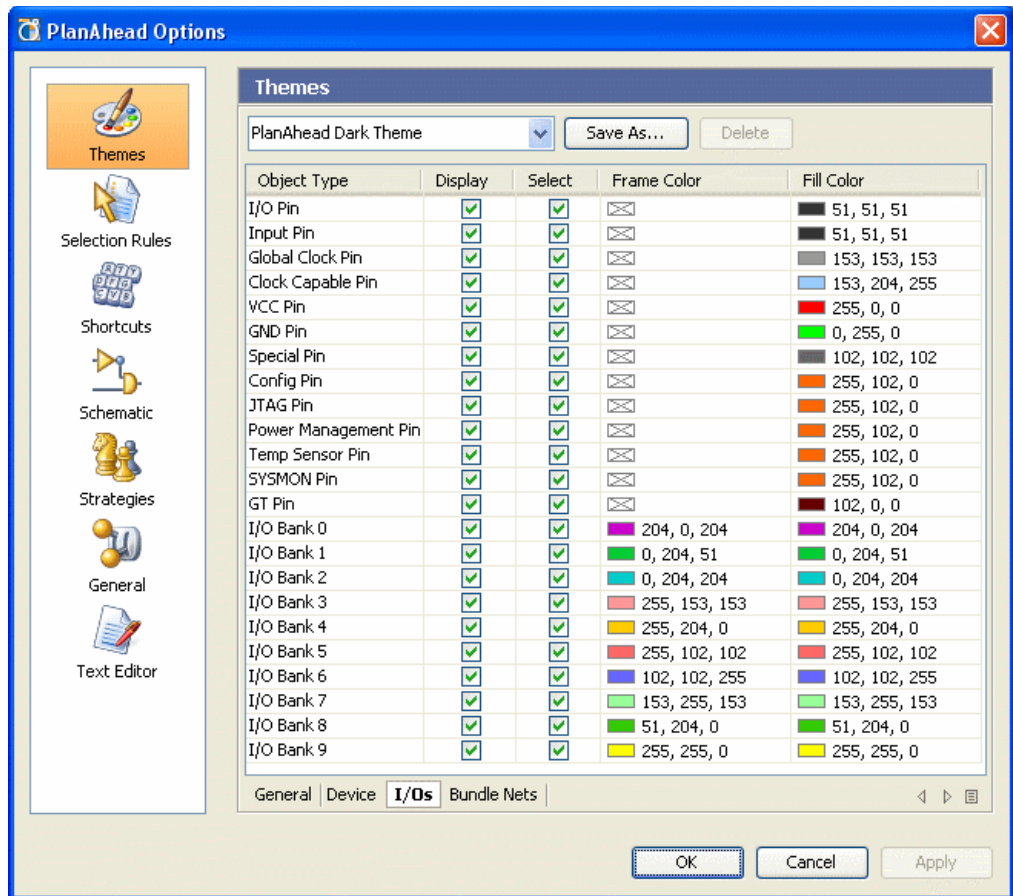 PlanAhead Options
Themes
Selection Rules
Shortcuts
Schematic
Strategies
General
Text Editor
Themes
PlanAhead Dark Theme Save As... Delete
Object Type Display Select Frame Color Fill Color
I/O Pin 51, 51, 51
Input Pin 51, 51, 51
Global Clock Pin 153, 153, 153
Clock Capable Pin 153, 204, 255
VCC Pin 255, 0, 0
GND Pin 0, 255, 0
Special Pin 102, 102, 102
Config Pin 255, 102, 0
JTAG Pin 255, 102, 0
Power Management Pin 255, 102, 0
Temp Sensor Pin 255, 102, 0
SYSMON Pin 255, 102, 0
GT Pin 102, 0, 0
I/O Bank 0 204, 0, 204 204, 0, 204
I/O Bank 1 0, 204, 51 0, 204, 51
I/O Bank 2 0, 204, 204 0, 204, 204
I/O Bank 3 255, 153, 153 255, 153, 153
I/O Bank 4 255, 204, 0 255, 204, 0
I/O Bank 5 255, 102, 102 255, 102, 102
I/O Bank 6 102, 102, 255 102, 102, 255
I/O Bank 7 153, 255, 153 153, 255, 153
I/O Bank 8 51, 204, 0 51, 204, 0
I/O Bank 9 255, 255, 0 255, 255, 0
General Device I/Os Bundle Nets
OK Cancel Apply